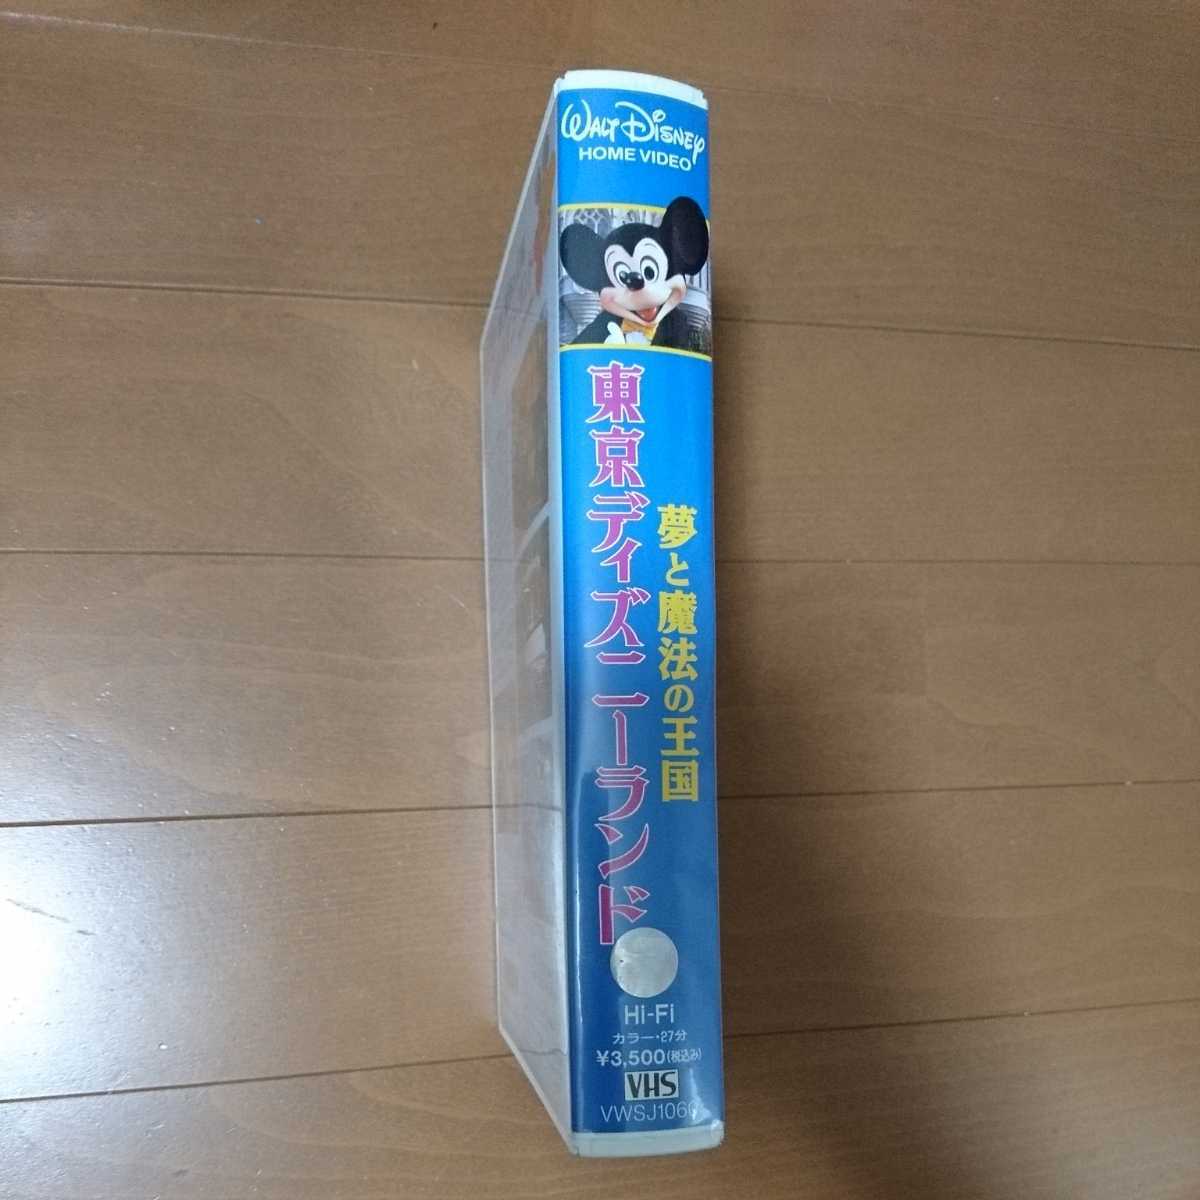 WALT DISNEY
HOME VIDEO
東京ディズニーランド
夢と魔法の王国
Hi-Fi
カラー・27分
¥3,500(税込み)
VHS
VWSJ1060